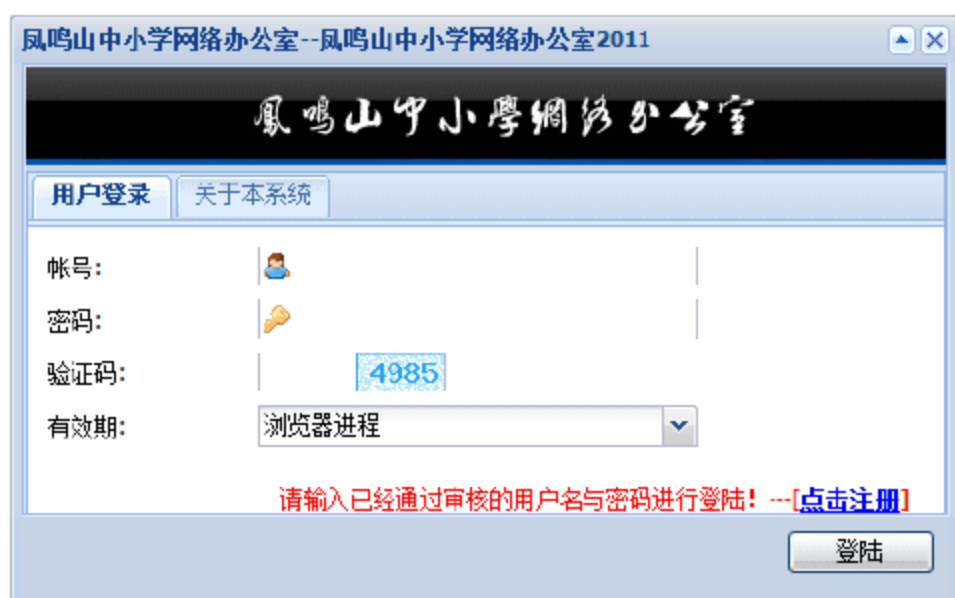 凤鸣山中小学网络办公室--凤鸣山中小学网络办公室2011
鳳鳴山中小學網絡办公室
用户登录 关于本系统
帐号:
密码:
验证码: 4985
有效期: 浏览器进程
请输入已经通过审核的用户名与密码进行登陆! ---[点击注册]
登陆